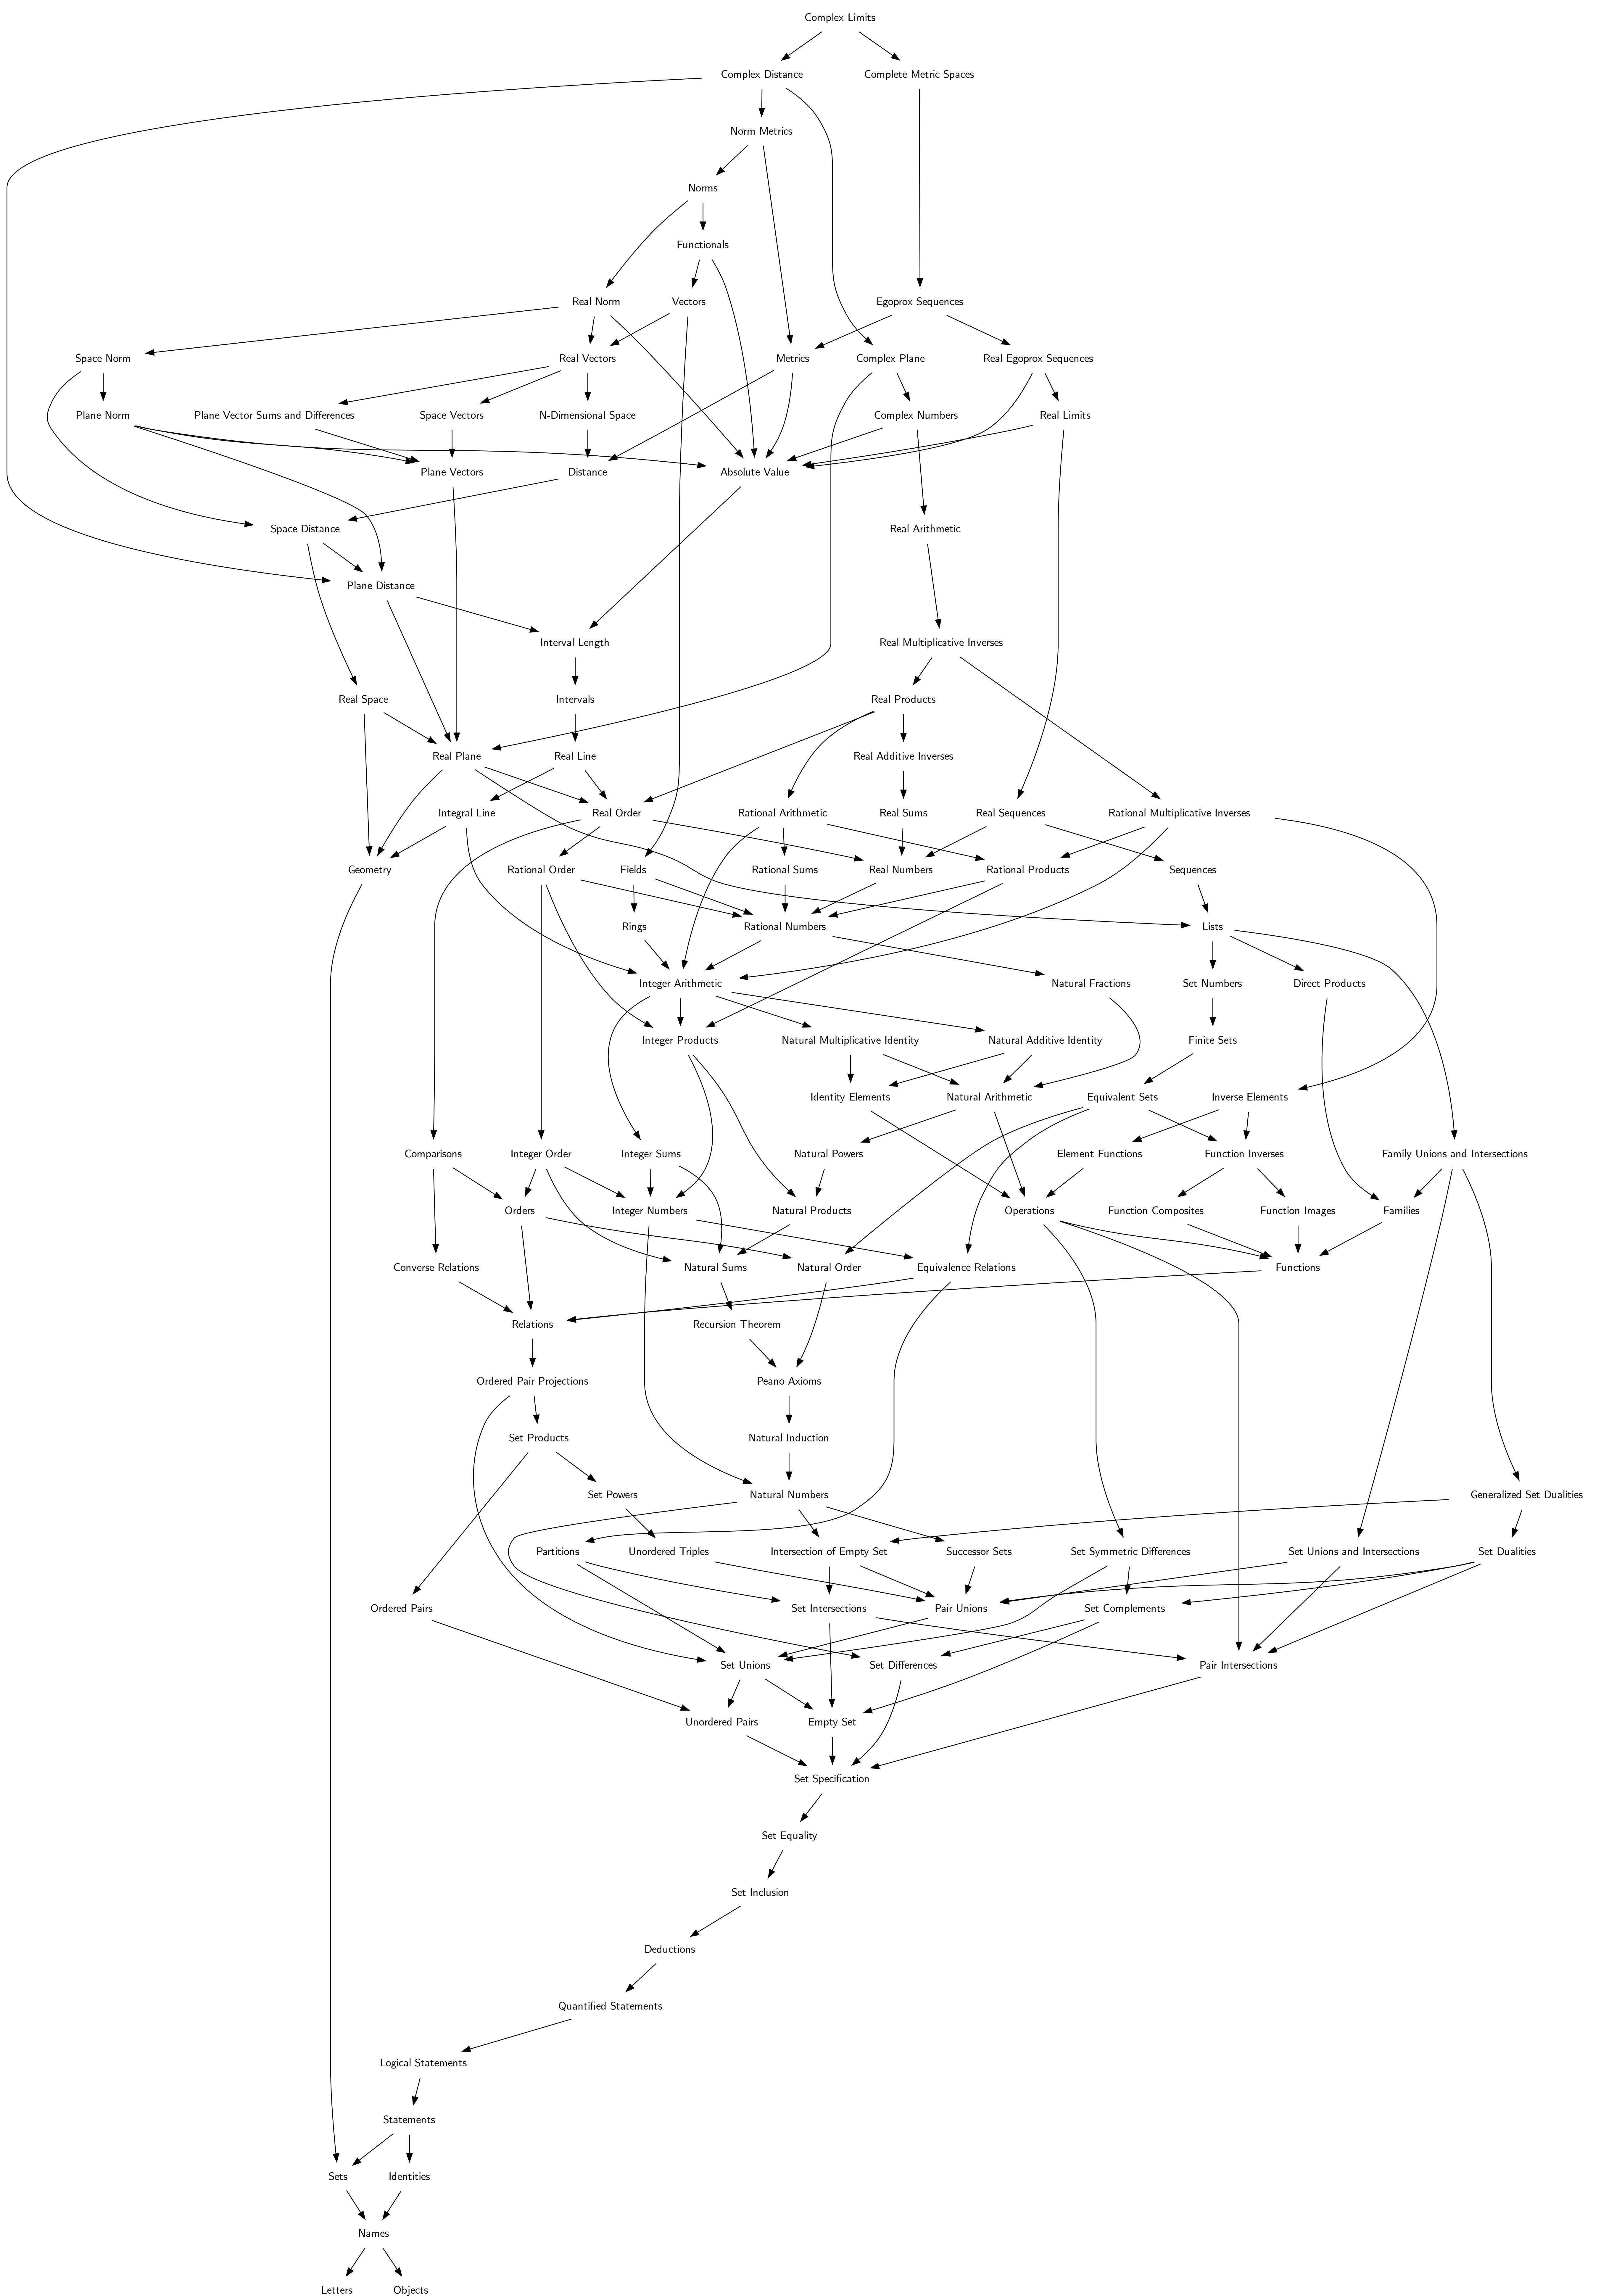 Complex Limits
Complex Distance
Complete Metric Spaces
Norm Metrics
Norms
Functionals
Real Norm
Vectors
Egoprox Sequences
Space Norm
Real Vectors
Metrics
Complex Plane
Real Egoprox Sequences
Plane Norm
Plane Vector Sums and Differences
Space Vectors
N-Dimensional Space
Complex Numbers
Real Limits
Plane Vectors
Distance
Absolute Value
Space Distance
Real Arithmetic
Plane Distance
Interval Length
Real Multiplicative Inverses
Real Space
Intervals
Real Products
Real Plane
Real Line
Real Additive Inverses
Integral Line
Real Order
Rational Arithmetic
Real Sums
Real Sequences
Rational Multiplicative Inverses
Geometry
Rational Order
Fields
Rational Sums
Real Numbers
Rational Products
Sequences
Rings
Rational Numbers
Lists
Integer Arithmetic
Natural Fractions
Set Numbers
Direct Products
Integer Products
Natural Multiplicative Identity
Natural Additive Identity
Finite Sets
Identity Elements
Natural Arithmetic
Equivalent Sets
Inverse Elements
Comparisons
Integer Order
Integer Sums
Natural Powers
Element Functions
Function Inverses
Family Unions and Intersections
Orders
Integer Numbers
Natural Products
Operations
Function Composites
Function Images
Families
Converse Relations
Natural Sums
Natural Order
Equivalence Relations
Functions
Relations
Recursion Theorem
Ordered Pair Projections
Peano Axioms
Set Products
Natural Induction
Set Powers
Natural Numbers
Generalized Set Dualities
Partitions
Unordered Triples
Intersection of Empty Set
Successor Sets
Set Symmetric Differences
Set Unions and Intersections
Set Dualities
Ordered Pairs
Set Intersections
Pair Unions
Set Complements
Set Unions
Set Differences
Pair Intersections
Unordered Pairs
Empty Set
Set Specification
Set Equality
Set Inclusion
Deductions
Quantified Statements
Logical Statements
Statements
Sets
Identities
Names
Letters
Objects